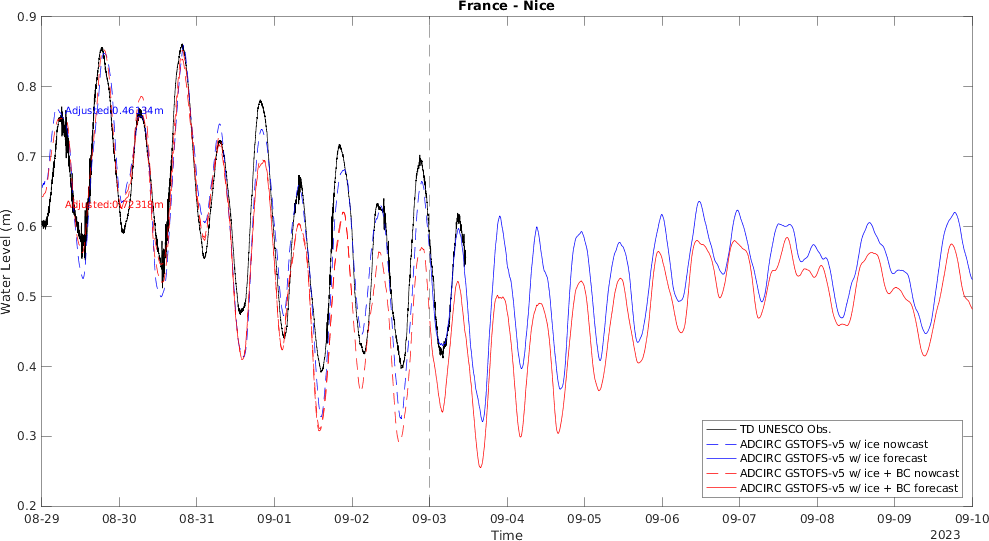 France - Nice
Water Level (m)
0.9
0.8
0.7
0.6
0.5
0.4
0.3
0.2
Adjusted:0.46134m
08-29
08-30
08-31
09-01
09-02
09-03
09-04
09-05
09-06
09-07
09-08
09-09
09-10
Time
2023
TD UNESCO Obs.
ADCIRC GSTOFS-v5 w/ ice nowcast
ADCIRC GSTOFS-v5 w/ ice forecast
ADCIRC GSTOFS-v5 w/ ice + BC nowcast
ADCIRC GSTOFS-v5 w/ ice + BC forecast